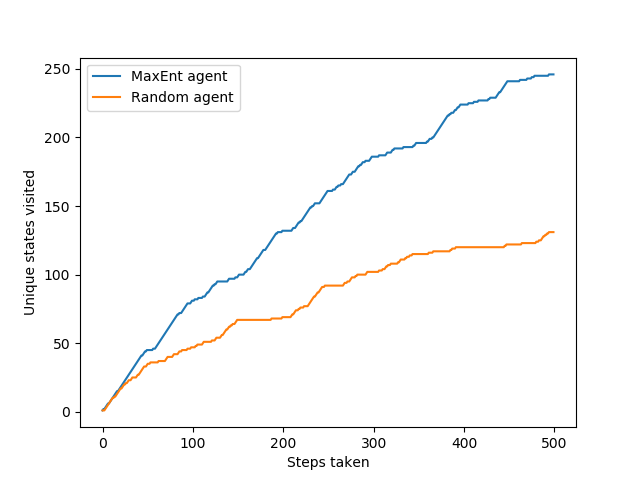 MaxEnt agent
Random agent
Unique states visited
250
200
150
100
50
0
0 100 200 300 400 500
Steps taken